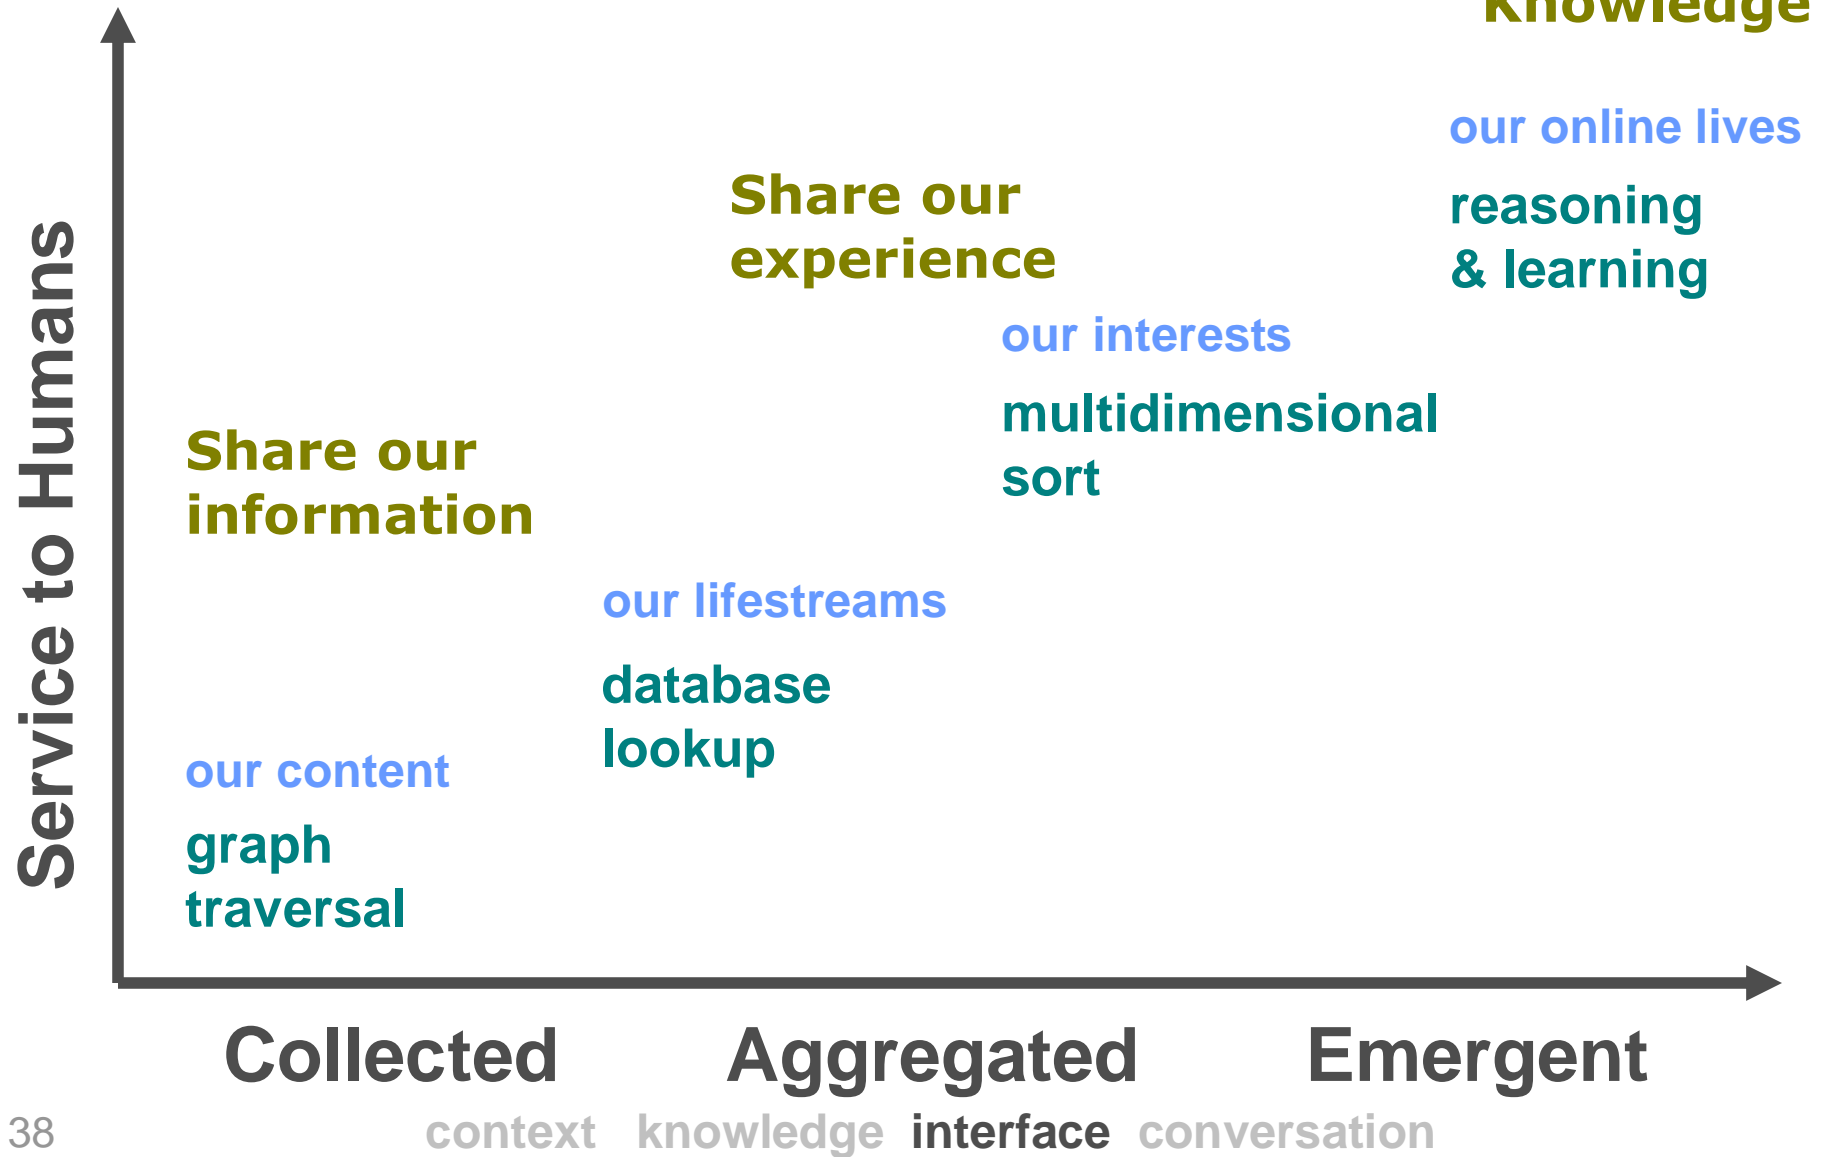 Knowledge
our online lives
reasoning
& learning
Share our
experience
our interests
multidimensional
sort
Share our
information
our lifestreams
database
lookup
our content
graph
traversal
Service to Humans
Collected Aggregated Emergent
38 context knowledge interface conversation